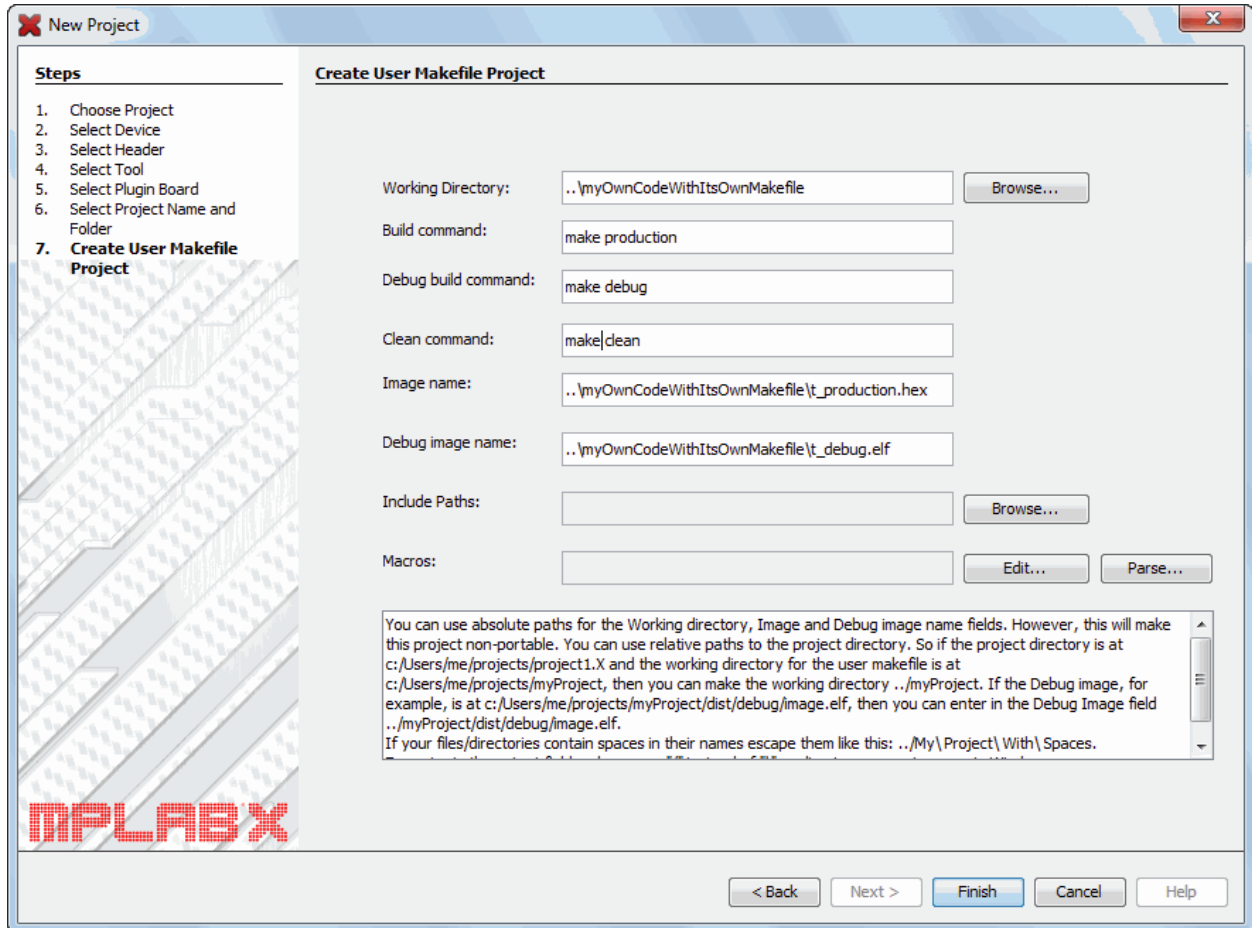 New Project
Steps
1. Choose Project
2. Select Device
3. Select Header
4. Select Tool
5. Select Plugin Board
6. Select Project Name and
Folder
7. Create User Makefile
Project
MPLAB X
Create User Makefile Project
Working Directory: ..\myOwnCodeWithItsOwnMakefile Browse...
Build command: make production
Debug build command: make debug
Clean command: make clean
Image name: ..\myOwnCodeWithItsOwnMakefile\t_production.hex
Debug image name: ..\myOwnCodeWithItsOwnMakefile\t_debug.elf
Include Paths: Browse...
Macros: Edit... Parse...
You can use absolute paths for the Working directory, Image and Debug image name fields. However, this will make
this project non-portable. You can use relative paths to the project directory. So if the project directory is at
c:/Users/me/projects/project1.X and the working directory for the user makefile is at
c:/Users/me/projects/myProject, then you can make the working directory ../myProject. If the Debug image, for
example, is at c:/Users/me/projects/myProject/dist/debug/image.elf, then you can enter in the Debug Image field
../myProject/dist/debug/image.elf.
If your files/directories contain spaces in their names escape them like this: ../My\ Project\ With\ Spaces.
< Back Next > Finish Cancel Help